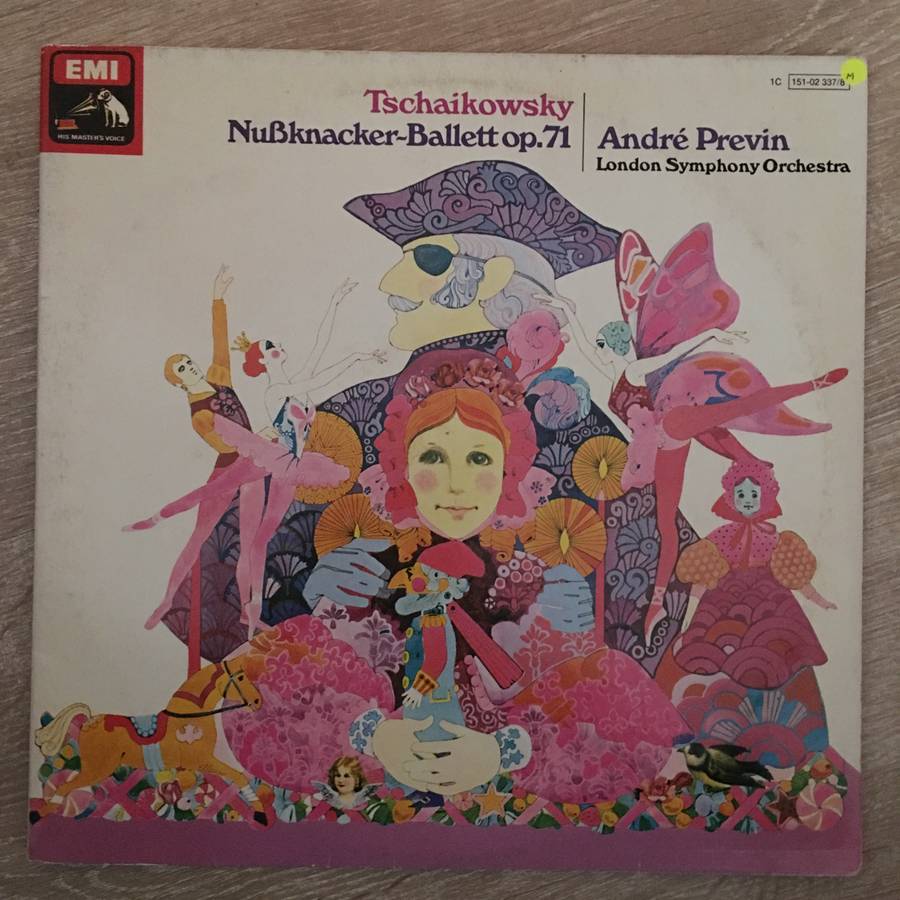 EMI
HIS MASTER'S VOICE
Tschaikowsky
Nußknacker-Ballett op.71
André Previn
London Symphony Orchestra
1C 151-02 337/8
M